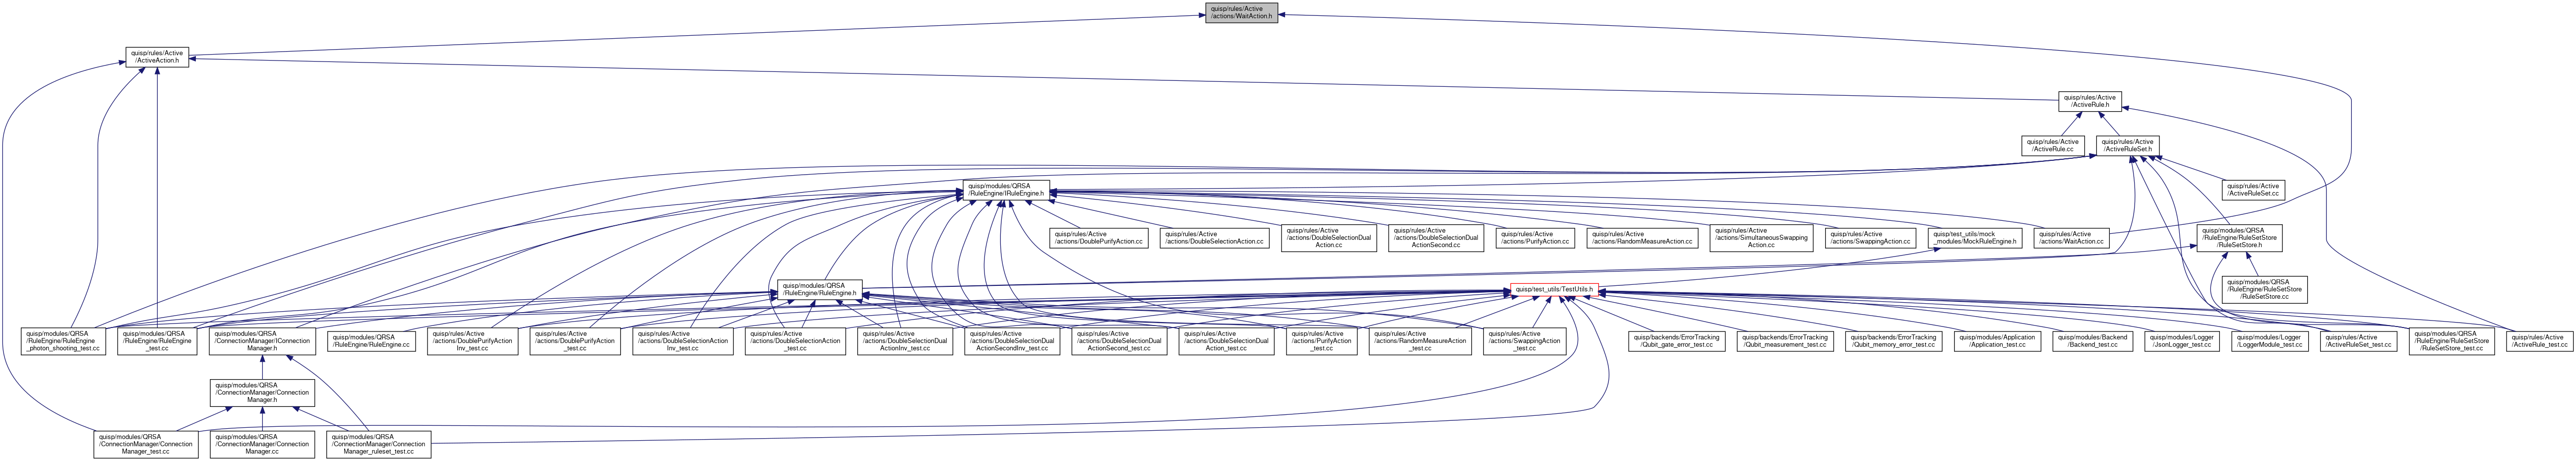 quisp/rules/Active
/actions/WaitAction.h
quisp/rules/Active
/ActiveAction.h
quisp/rules/Active
/ActiveRule.h
quisp/rules/Active
/ActiveRule.cc
quisp/rules/Active
/ActiveRuleSet.h
quisp/modules/QRSA
/RuleEngine/IRuleEngine.h
quisp/rules/Active
/ActiveRuleSet.cc
quisp/rules/Active
/actions/DoublePurifyAction.cc
quisp/rules/Active
/actions/DoubleSelectionAction.cc
quisp/rules/Active
/actions/DoubleSelectionDual
Action.cc
quisp/rules/Active
/actions/DoubleSelectionDual
ActionSecond.cc
quisp/rules/Active
/actions/PurifyAction.cc
quisp/rules/Active
/actions/RandomMeasureAction.cc
quisp/rules/Active
/actions/SimultaneousSwapping
Action.cc
quisp/rules/Active
/actions/SwappingAction.cc
quisp/test_utils/mock
_modules/MockRuleEngine.h
quisp/rules/Active
/actions/WaitAction.cc
quisp/modules/QRSA
/RuleEngine/RuleSetStore
/RuleSetStore.h
quisp/modules/QRSA
/RuleEngine/RuleEngine.h
quisp/test_utils/TestUtils.h
quisp/modules/QRSA
/RuleEngine/RuleSetStore
/RuleSetStore.cc
quisp/modules/QRSA
/RuleEngine/RuleEngine
_photon_shooting_test.cc
quisp/modules/QRSA
/RuleEngine/RuleEngine
_test.cc
quisp/modules/QRSA
/ConnectionManager/IConnection
Manager.h
quisp/modules/QRSA
/RuleEngine/RuleEngine.cc
quisp/rules/Active
/actions/DoublePurifyAction
Inv_test.cc
quisp/rules/Active
/actions/DoublePurifyAction
_test.cc
quisp/rules/Active
/actions/DoubleSelectionAction
Inv_test.cc
quisp/rules/Active
/actions/DoubleSelectionAction
_test.cc
quisp/rules/Active
/actions/DoubleSelectionDual
ActionInv_test.cc
quisp/rules/Active
/actions/DoubleSelectionDual
ActionSecondInv_test.cc
quisp/rules/Active
/actions/DoubleSelectionDual
ActionSecond_test.cc
quisp/rules/Active
/actions/DoubleSelectionDual
Action_test.cc
quisp/rules/Active
/actions/PurifyAction
_test.cc
quisp/rules/Active
/actions/RandomMeasureAction
_test.cc
quisp/rules/Active
/actions/SwappingAction
_test.cc
quisp/backends/ErrorTracking
/Qubit_gate_error_test.cc
quisp/backends/ErrorTracking
/Qubit_measurement_test.cc
quisp/backends/ErrorTracking
/Qubit_memory_error_test.cc
quisp/modules/Application
/Application_test.cc
quisp/modules/Backend
/Backend_test.cc
quisp/modules/Logger
/JsonLogger_test.cc
quisp/modules/Logger
/LoggerModule_test.cc
quisp/rules/Active
/ActiveRuleSet_test.cc
quisp/modules/QRSA
/RuleEngine/RuleSetStore
/RuleSetStore_test.cc
quisp/rules/Active
/ActiveRule_test.cc
quisp/modules/QRSA
/ConnectionManager/Connection
Manager.h
quisp/modules/QRSA
/ConnectionManager/Connection
Manager_test.cc
quisp/modules/QRSA
/ConnectionManager/Connection
Manager.cc
quisp/modules/QRSA
/ConnectionManager/Connection
Manager_ruleset_test.cc